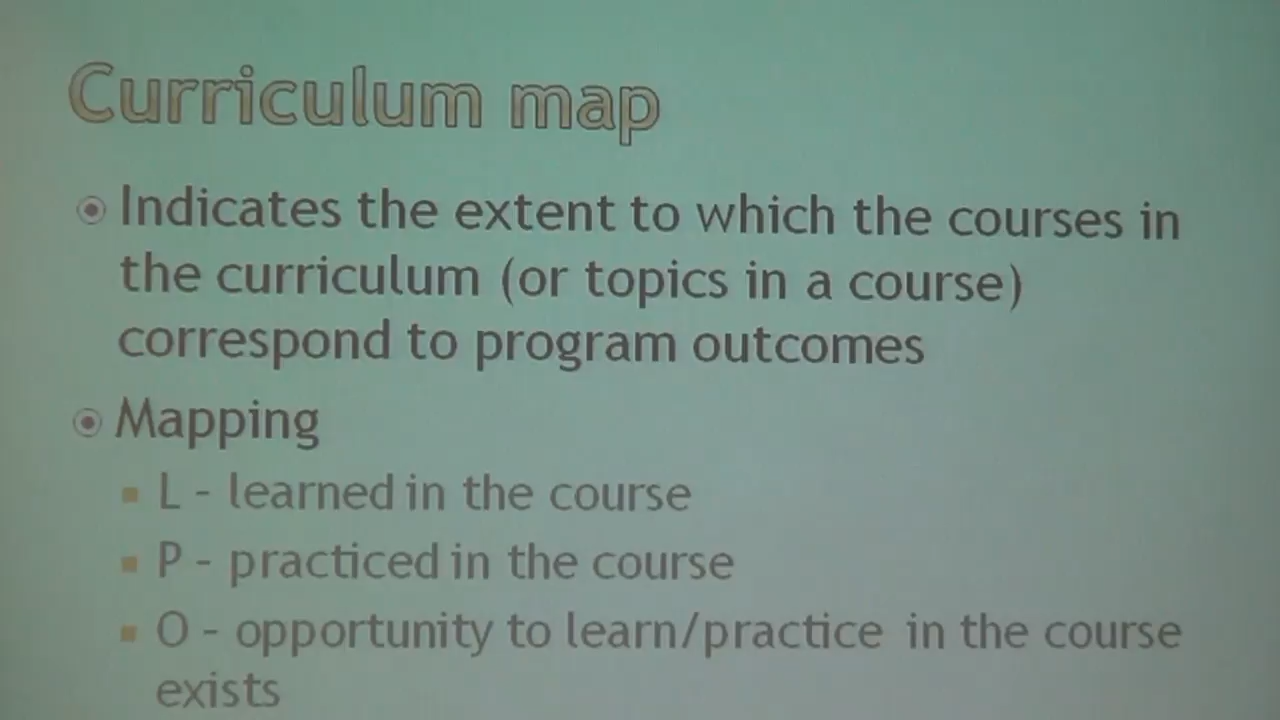 Curriculum map
Indicates the extent to which the courses in
the curriculum (or topics in a course)
correspond to program outcomes
Mapping
L - learned in the course
P - practiced in the course
O - opportunity to learn/practice in the course
exists